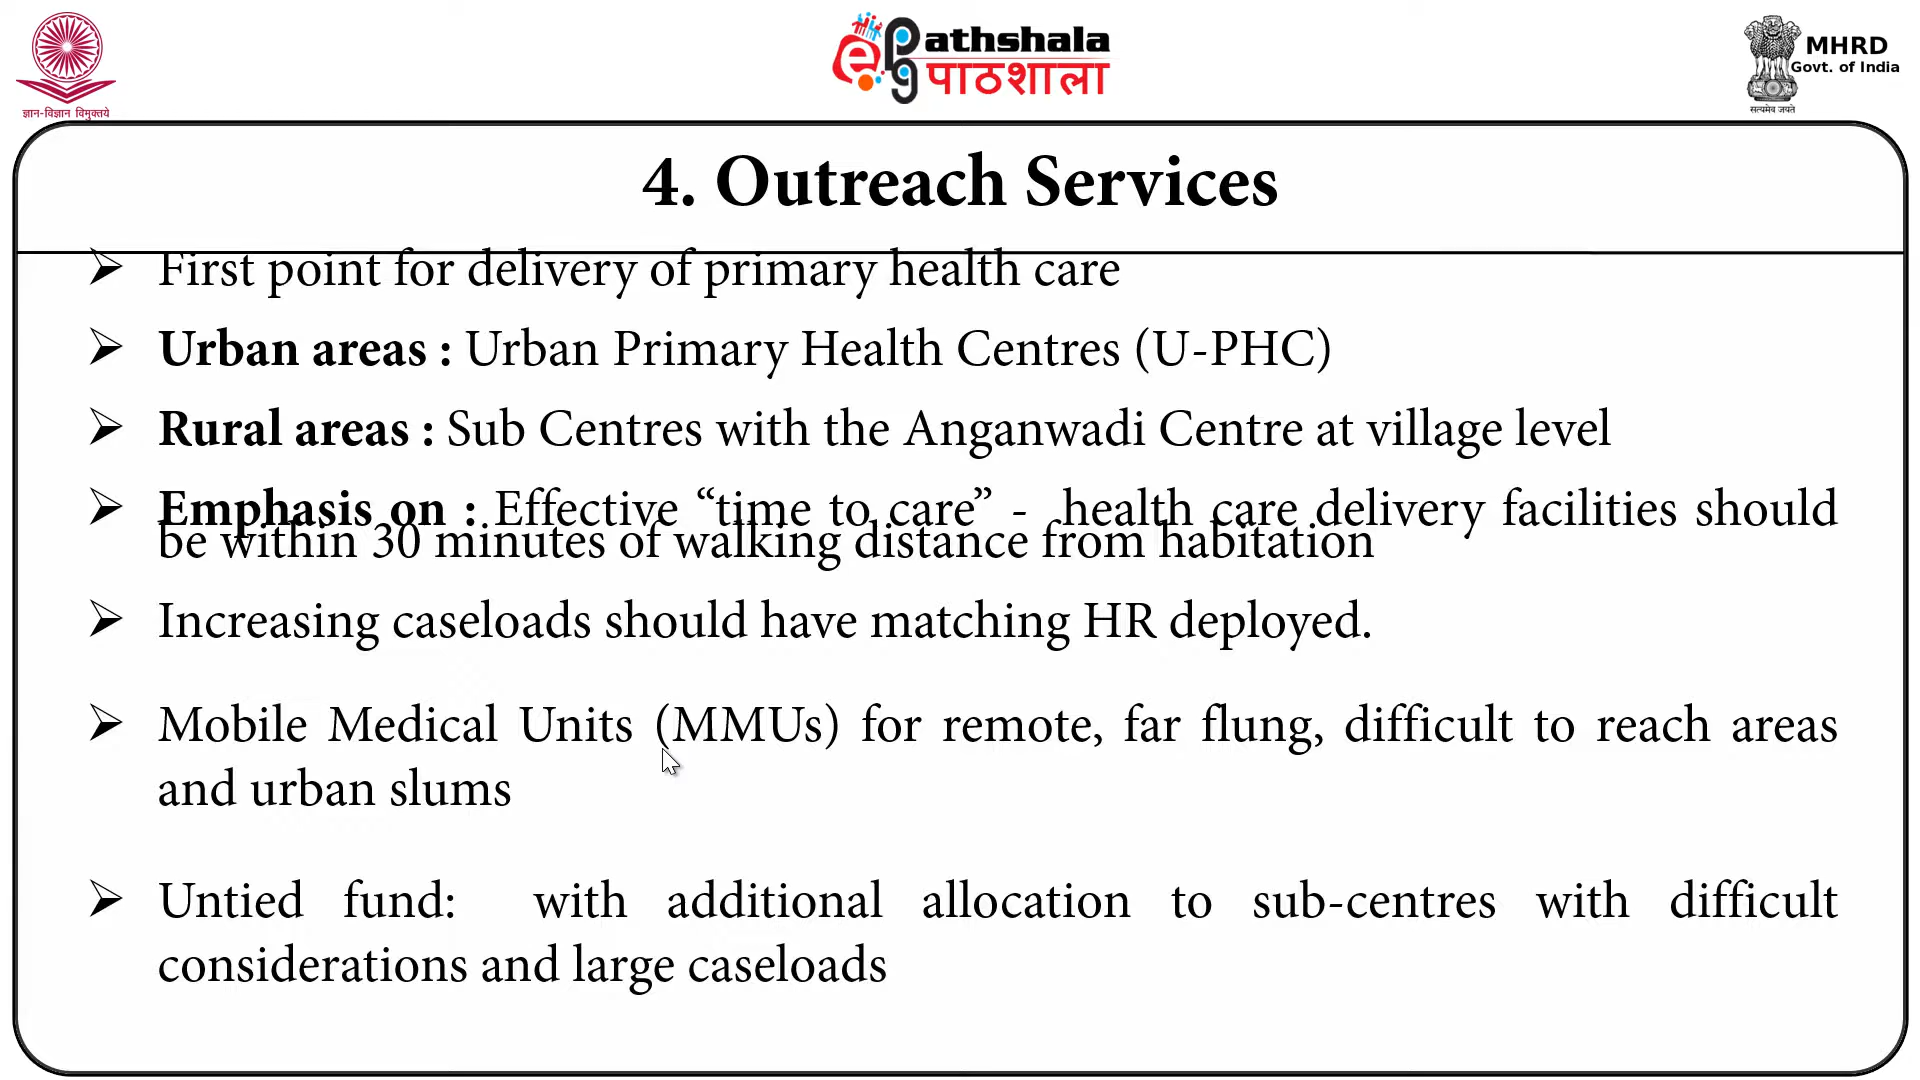 ज्ञान-विज्ञान विमुक्तये
e Pg athshala
पाठशाला
MHRD
Govt. of India
सत्यमेव जयते
4. Outreach Services
➢ First point for delivery of primary health care
➢ Urban areas : Urban Primary Health Centres (U-PHC)
➢ Rural areas : Sub Centres with the Anganwadi Centre at village level
➢ Emphasis on : Effective “time to care” - health care delivery facilities should
be within 30 minutes of walking distance from habitation
➢ Increasing caseloads should have matching HR deployed.
➢ Mobile Medical Units (MMUs) for remote, far flung, difficult to reach areas
and urban slums
➢ Untied fund: with additional allocation to sub-centres with difficult
considerations and large caseloads